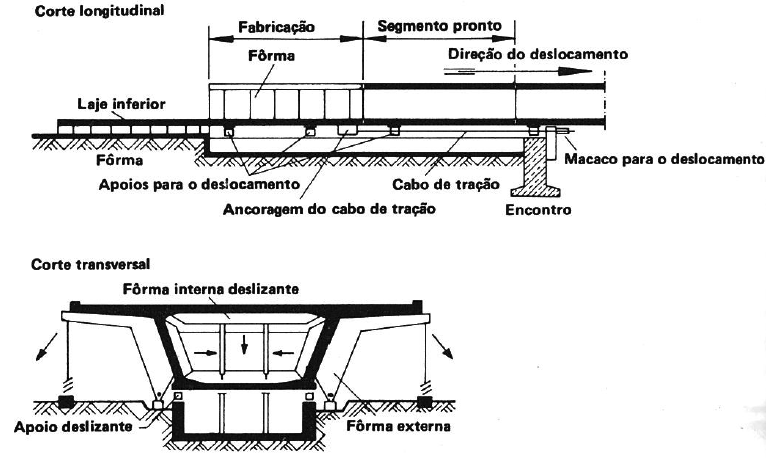 Corte longitudinal
Fabricação
Segmento pronto
Fôrma
Direção do deslocamento
Laje inferior
Fôrma
Apoios para o deslocamento
Cabo de tração
Macaco para o deslocamento
Ancoragem do cabo de tração
Encontro
Corte transversal
Fôrma interna deslizante
Apoio deslizante
Fôrma externa